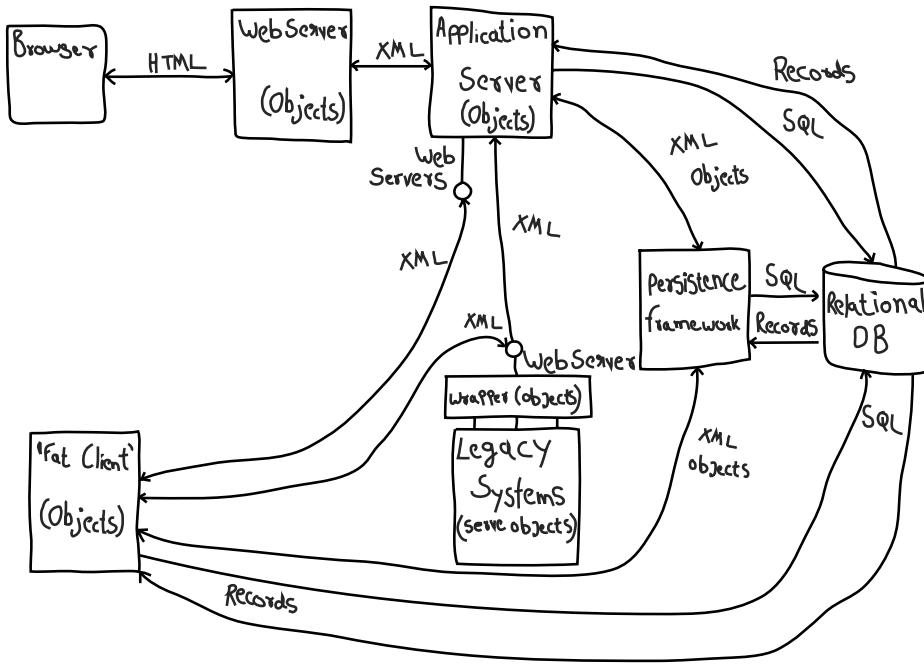 Browser
HTML
WebServer
(Objects)
XML
Application
Server
(Objects)
Records
SQL
XML
Objects
Web
Servers
XML
XML
Persistence
framework
SQL
Records
Relational
DB
XML
WebServer
wrapper (objects)
Legacy
Systems
(serve objects)
SQL
XML
objects
'Fat Client'
(Objects)
Records